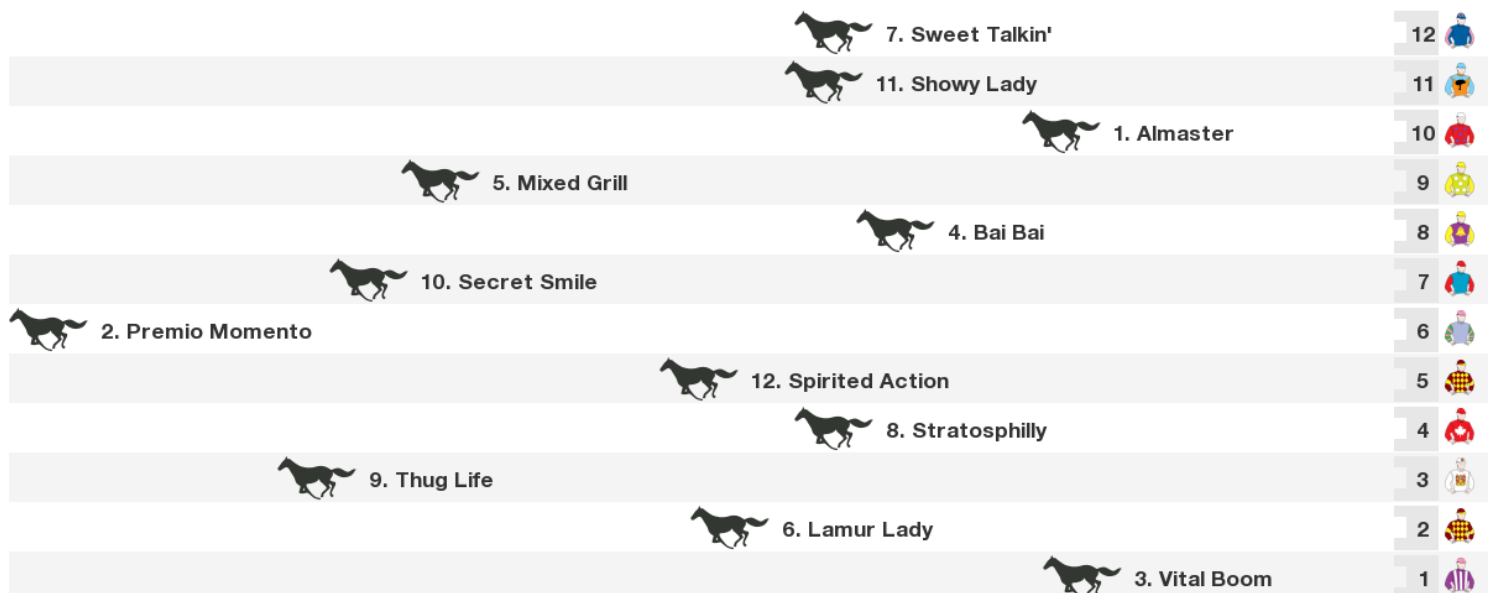 7. Sweet Talkin' 12
11. Showy Lady 11
1. Almaster 10
5. Mixed Grill 9
4. Bai Bai 8
10. Secret Smile 7
2. Premio Momento 6
12. Spirited Action 5
8. Stratosphilly 4
9. Thug Life 3
6. Lamur Lady 2
3. Vital Boom 1